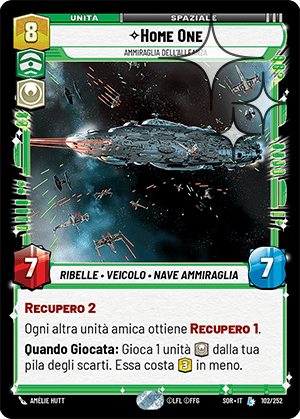 8
UNITÀ
SPAZIALE
Home One
AMMIRAGLIA DELL'ALLEANZA
7
7
RIBELLE • VEICOLO • NAVE AMMIRAGLIA
RECUPERO 2
Ogni altra unità amica ottiene RECUPERO 1.
Quando Giocata: Gioca 1 unità dalla tua
pila degli scarti. Essa costa 3 in meno.
AMÉLIE HUTT
©LFL ©FFG
SOR • IT
102/252